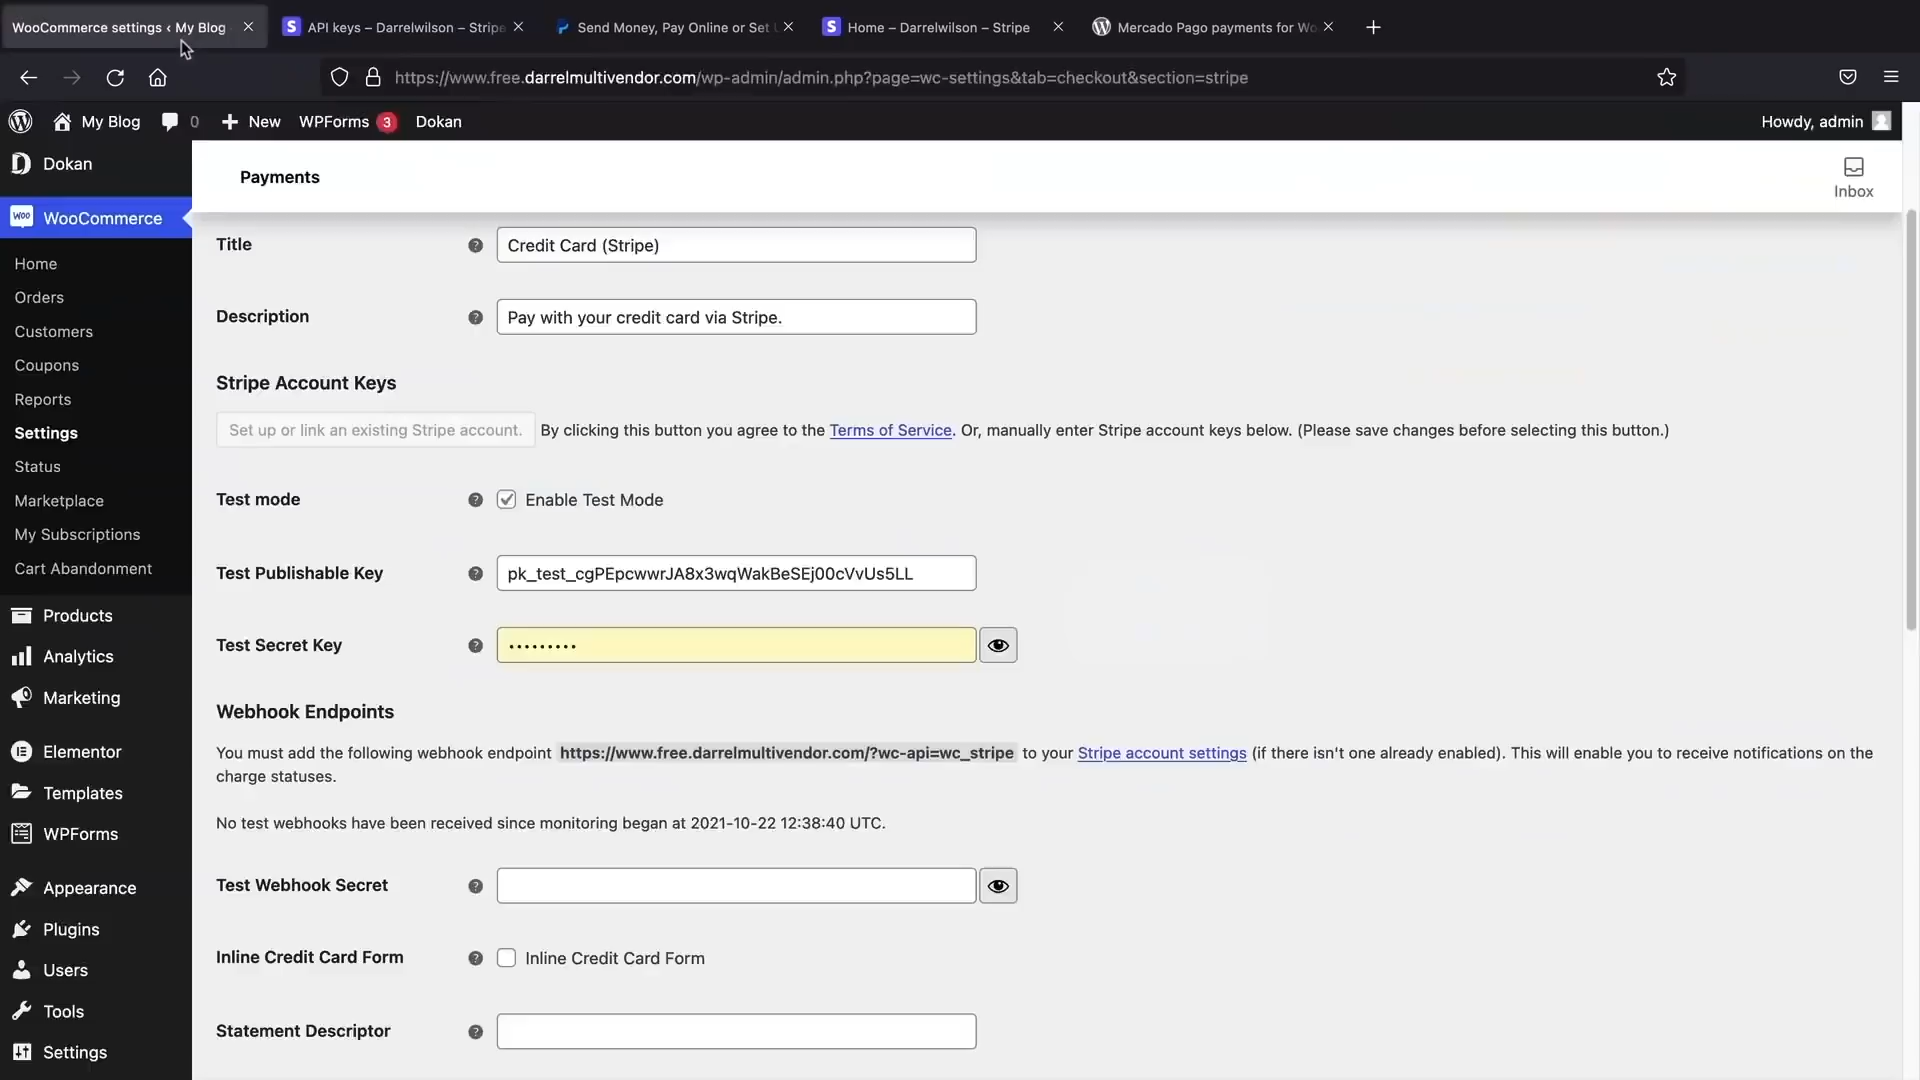 WooCommerce settings ‹ My Blog
API keys – Darrelwilson – Stripe
Send Money, Pay Online or Set U
Home – Darrelwilson – Stripe
Mercado Pago payments for Wo
https://www.free.darrelmultivendor.com/wp-admin/admin.php?page=wc-settings&tab=checkout&section=stripe
My Blog 0 New WPForms 3 Dokan Howdy, admin
Dokan
WooCommerce
Home
Orders
Customers
Coupons
Reports
Settings
Status
Marketplace
My Subscriptions
Cart Abandonment
Products
Analytics
Marketing
Elementor
Templates
WPForms
Appearance
Plugins
Users
Tools
Settings
Payments
Inbox
Title
Credit Card (Stripe)
Description
Pay with your credit card via Stripe.
Stripe Account Keys
Set up or link an existing Stripe account. By clicking this button you agree to the Terms of Service. Or, manually enter Stripe account keys below. (Please save changes before selecting this button.)
Test mode
Enable Test Mode
Test Publishable Key
pk_test_cgPEpcwwrJA8x3wqWakBeSEj00cVvUs5LL
Test Secret Key
•••••••••
Webhook Endpoints
You must add the following webhook endpoint https://www.free.darrelmultivendor.com/?wc-api=wc_stripe to your Stripe account settings (if there isn't one already enabled). This will enable you to receive notifications on the
charge statuses.
No test webhooks have been received since monitoring began at 2021-10-22 12:38:40 UTC.
Test Webhook Secret
Inline Credit Card Form
Inline Credit Card Form
Statement Descriptor